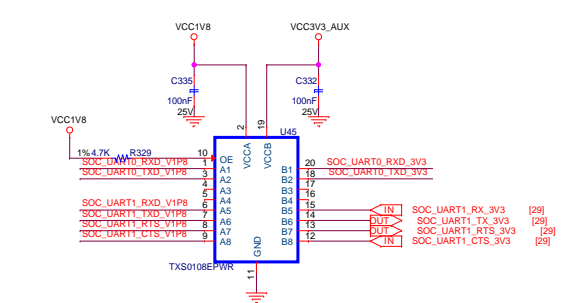 VCC1V8 VCC3V3_AUX
C335 C332
100nF 100nF
25V 25V
VCC1V8
2 19 U45
1% 4.7K R329 10 OE VCCA VCCB
SOC_UART0_RXD_V1P8 1 A1 B1 20 SOC_UART0_RXD_3V3
SOC_UART0_TXD_V1P8 3 A2 B2 18 SOC_UART0_TXD_3V3
4 A3 B3 17
5 A4 B4 16
SOC_UART1_RXD_V1P8 6 A5 B5 15 IN SOC_UART1_RX_3V3 [29]
SOC_UART1_TXD_V1P8 7 A6 B6 14 OUT SOC_UART1_TX_3V3 [29]
SOC_UART1_RTS_V1P8 8 A7 B7 13 OUT SOC_UART1_RTS_3V3 [29]
SOC_UART1_CTS_V1P8 9 A8 B8 12 IN SOC_UART1_CTS_3V3 [29]
GND
TXS0108EPWR 11